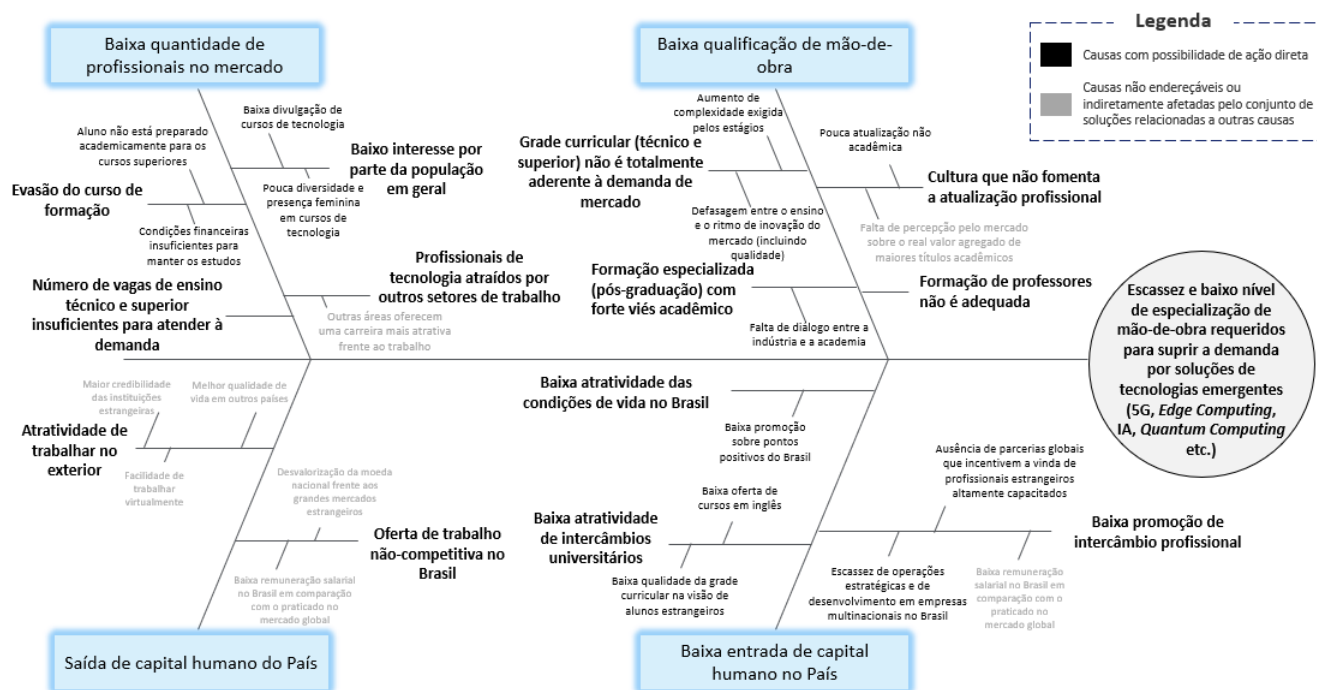 Legenda
Causas com possibilidade de ação direta
Causas não endereçáveis ou
indiretamente afetadas pelo conjunto de
soluções relacionadas a outras causas
Baixa quantidade de
profissionais no mercado
Baixa divulgação de
cursos de tecnologia
Aluno não está preparado
academicamente para os
cursos superiores
Baixo interesse por
parte da população
em geral
Evasão do curso de
formação
Pouca diversidade e
presença feminina
em cursos de
tecnologia
Condições financeiras
insuficientes para
manter os estudos
Profissionais de
tecnologia atraídos por
outros setores de trabalho
Número de vagas de ensino
técnico e superior
insuficientes para atender à
demanda
Outras áreas oferecem
uma carreira mais atrativa
frente ao trabalho
Baixa qualificação de mão-de-
obra
Aumento de
complexidade exigida
pelos estágios
Grade curricular (técnico e
superior) não é totalmente
aderente à demanda de
mercado
Pouca atualização não
acadêmica
Cultura que não fomenta
a atualização profissional
Defasagem entre o ensino
e o ritmo de inovação do
mercado (incluindo
qualidade)
Falta de percepção pelo mercado
sobre o real valor agregado de
maiores títulos acadêmicos
Formação especializada
(pós-graduação) com
forte viés acadêmico
Formação de professores
não é adequada
Falta de dialogo entre a
indústria e a academia
Escassez e baixo nível
de especialização de
mão-de-obra requeridos
para suprir a demanda
por soluções de
tecnologias emergentes
(5G, Edge Computing,
IA, Quantum Computing
etc.)
Maior credibilidade
das instituições
estrangeiras
Melhor qualidade de
vida em outros países
Atratividade de
trabalhar no
exterior
Facilidade de
trabalhar
virtualmente
Desvalorização da moeda
nacional frente aos
grandes mercados
estrangeiros
Oferta de trabalho
não-competitiva no
Brasil
Baixa remuneração salarial
no Brasil em comparação
com o praticado no
mercado global
Saída de capital humano do País
Baixa atratividade das
condições de vida no Brasil
Baixa promoção
sobre pontos
positivos do Brasil
Ausência de parcerias globais
que incentivem a vinda de
profissionais estrangeiros
altamente capacitados
Baixa oferta de
cursos em inglês
Baixa atratividade
de intercâmbios
universitários
Baixa promoção de
intercâmbio profissional
Baixa qualidade da grade
curricular na visão de
alunos estrangeiros
Escassez de operações
estratégicas e de
desenvolvimento em empresas
multinacionais no Brasil
Baixa remuneração
salarial no Brasil em
comparação com o
praticado no
mercado global
Baixa entrada de capital
humano no País